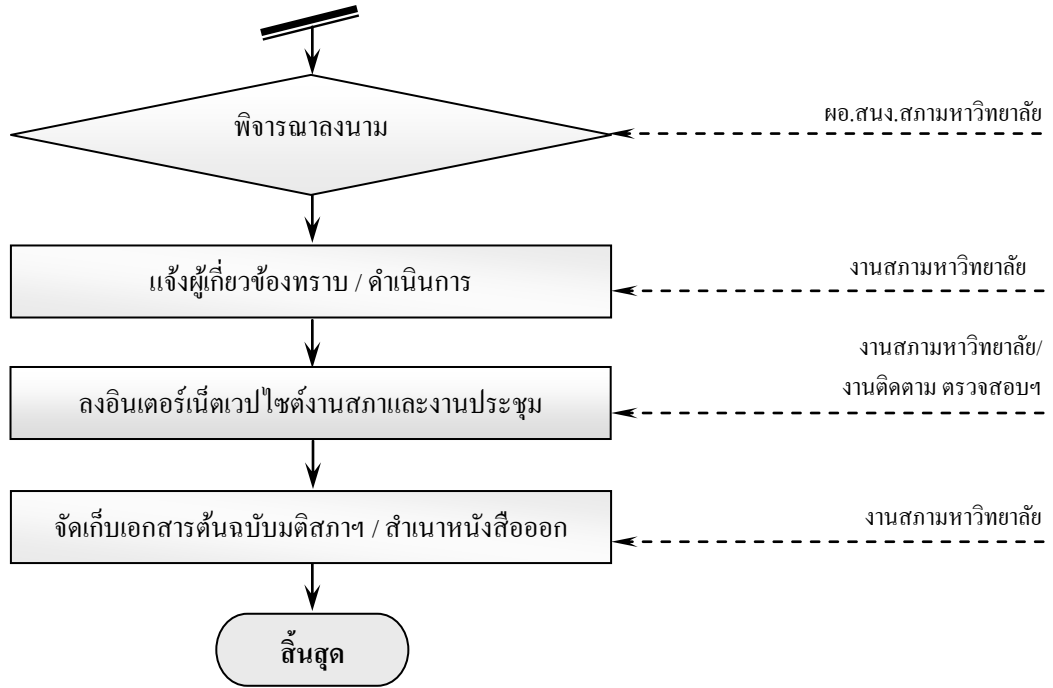 พิจารณาลงนาม
ผอ.สนง.สภามหาวิทยาลัย
แจ้งผู้เกี่ยวข้องทราบ / ดำเนินการ
งานสภามหาวิทยาลัย
งานสภามหาวิทยาลัย/
งานติดตาม ตรวจสอบฯ
ลงอินเตอร์เน็ตเวปไซต์งานสภาและงานประชุม
จัดเก็บเอกสารต้นฉบับมติสภาฯ / สำเนาหนังสือออก
งานสภามหาวิทยาลัย
สิ้นสุด